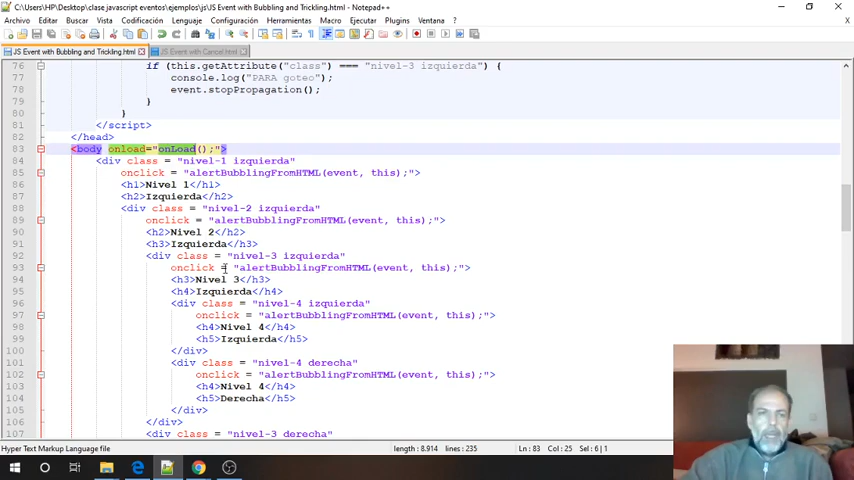 C:\Users\HP\Desktop\clase javascript eventos\ejemplos\js\JS Event with Bubbling and Trickling.html - Notepad++
Archivo Editar Buscar Vista Codificación Lenguaje Configuración Herramientas Macro Ejecutar Plugins Ventana ?
JS Event with Bubbling and Trickling.html JS Event with Cancel.html
76 if (this.getAttribute("class") === "nivel-3 izquierda") {
77 console.log("PARA goteo");
78 event.stopPropagation();
79 }
80 }
81 </script>
82 </head>
83 <body onload="onLoad();">
84 <div class = "nivel-1 izquierda"
85 onclick = "alertBubblingFromHTML(event, this);">
86 <h1>Nivel 1</h1>
87 <h2>Izquierda</h2>
88 <div class = "nivel-2 izquierda"
89 onclick = "alertBubblingFromHTML(event, this);">
90 <h2>Nivel 2</h2>
91 <h3>Izquierda</h3>
92 <div class = "nivel-3 izquierda"
93 onclick = "alertBubblingFromHTML(event, this);">
94 <h3>Nivel 3</h3>
95 <h4>Izquierda</h4>
96 <div class = "nivel-4 izquierda"
97 onclick = "alertBubblingFromHTML(event, this);">
98 <h4>Nivel 4</h4>
99 <h5>Izquierda</h5>
100 </div>
101 <div class = "nivel-4 derecha"
102 onclick = "alertBubblingFromHTML(event, this);">
103 <h4>Nivel 4</h4>
104 <h5>Derecha</h5>
105 </div>
106 </div>
107 <div class = "nivel-3 derecha"
Hyper Text Markup Language file length : 8.914 lines : 235 Ln : 83 Col : 25 Sel : 6 | 1